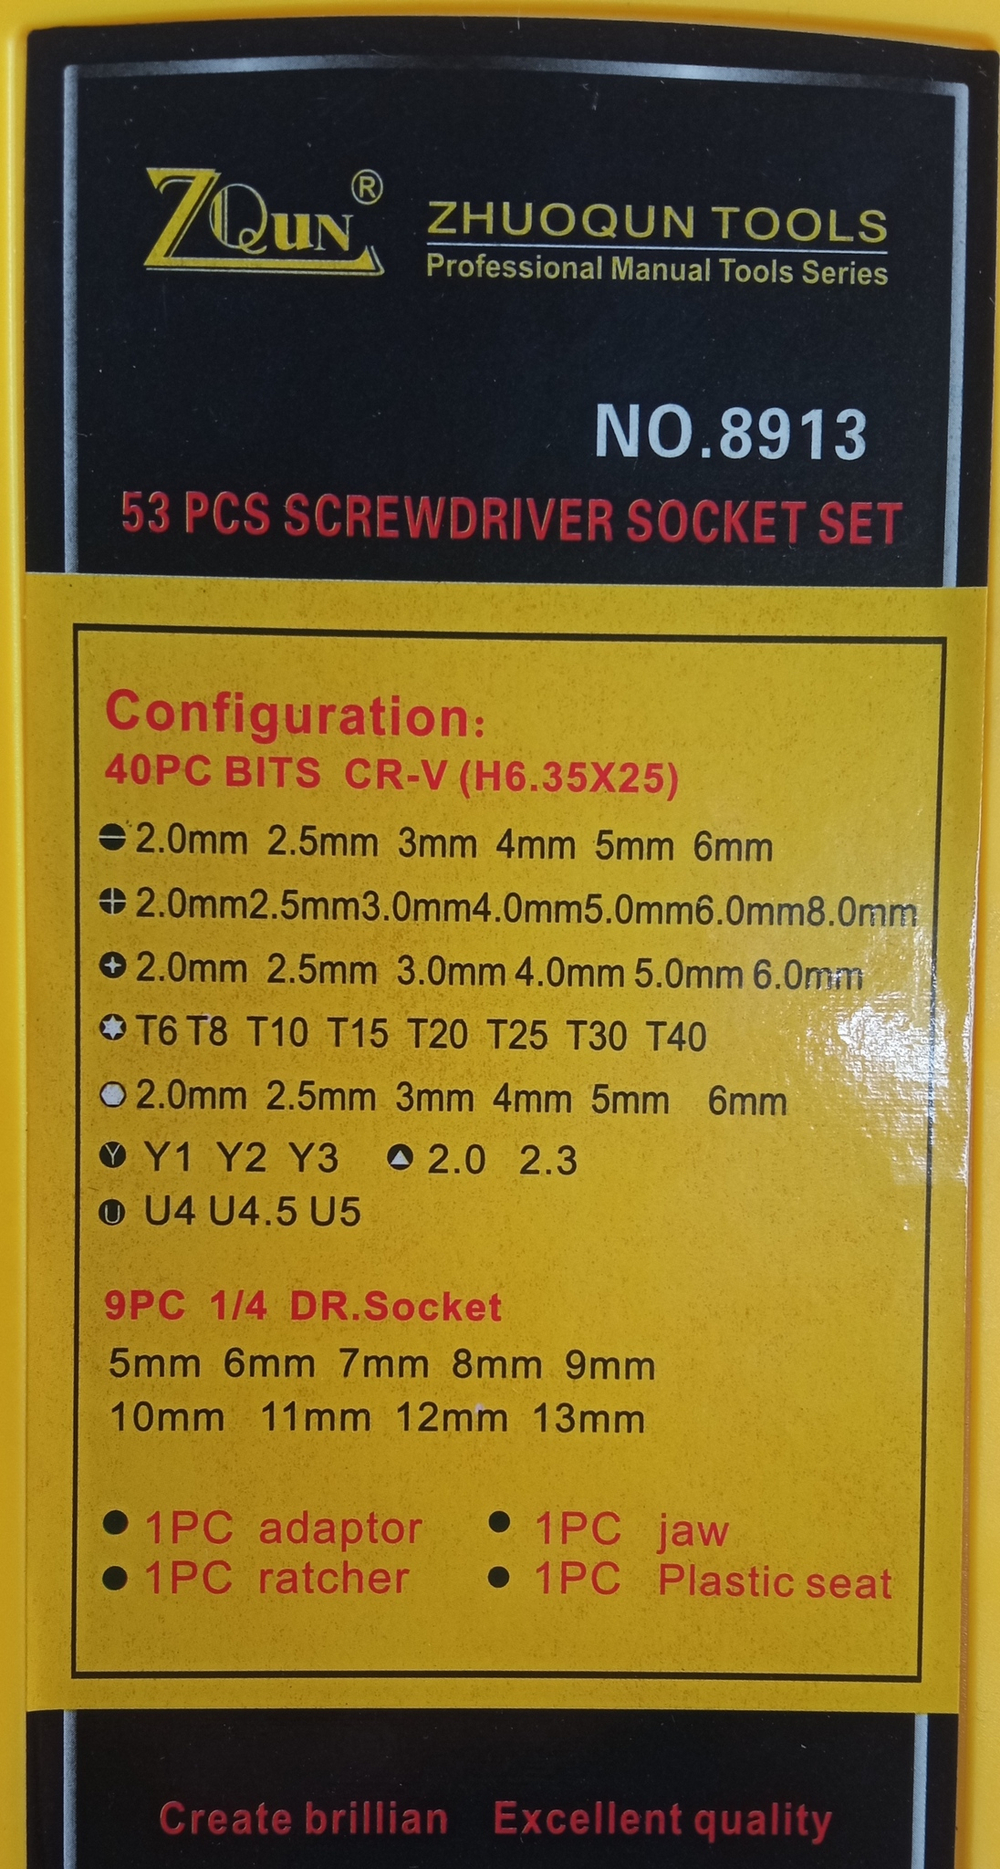 ZQUN®
ZHUOQUN TOOLS
Professional Manual Tools Series
NO.8913
53 PCS SCREWDRIVER SOCKET SET
Configuration:
40PC BITS CR-V (H6.35X25)
2.0mm 2.5mm 3mm 4mm 5mm 6mm
2.0mm2.5mm3.0mm4.0mm5.0mm6.0mm8.0mm
2.0mm 2.5mm 3.0mm 4.0mm 5.0mm 6.0mm
T6 T8 T10 T15 T20 T25 T30 T40
2.0mm 2.5mm 3mm 4mm 5mm 6mm
Y Y1 Y2 Y3 2.0 2.3
U U4 U4.5 U5
9PC 1/4 DR.Socket
5mm 6mm 7mm 8mm 9mm
10mm 11mm 12mm 13mm
1PC adaptor 1PC jaw
1PC ratcher 1PC Plastic seat
Create brillian Excellent quality